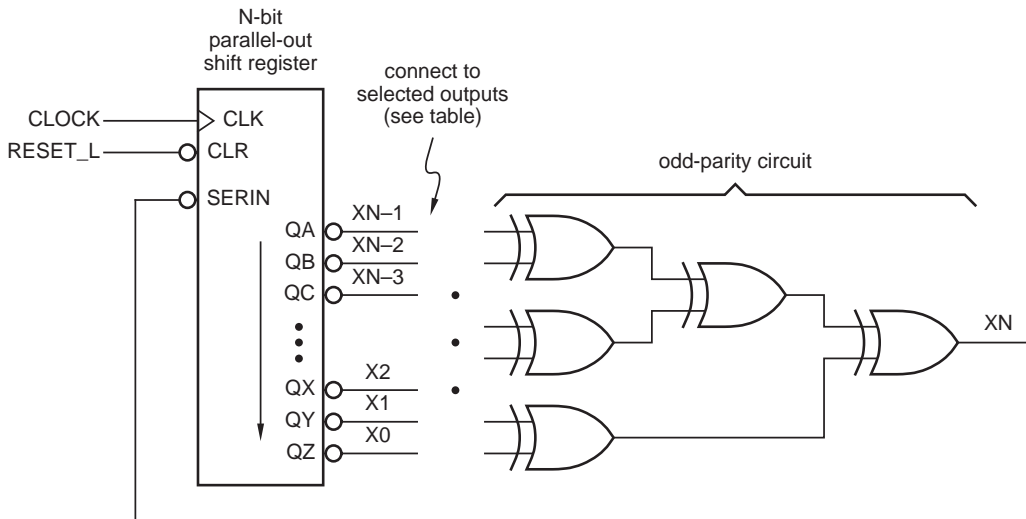 N-bit
parallel-out
shift register
connect to
selected outputs
(see table)
CLOCK
CLK
RESET_L
CLR
odd-parity circuit
SERIN
QA
XN–1
QB
XN–2
QC
XN–3
XN
QX
X2
QY
X1
QZ
X0